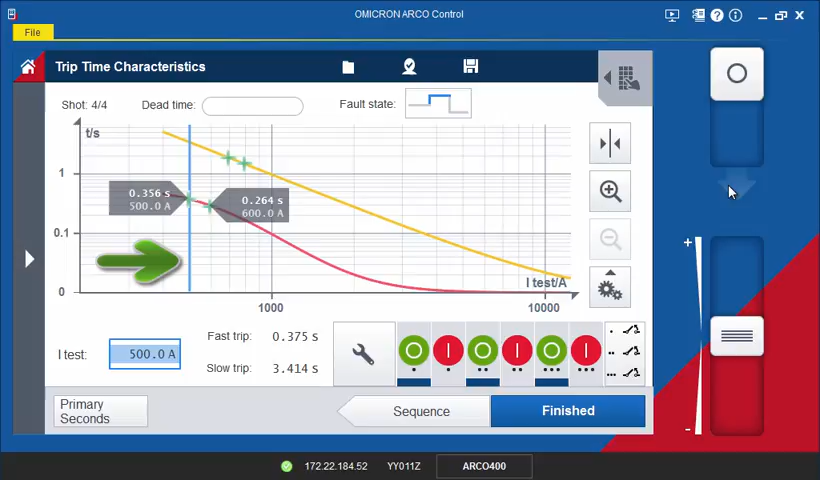 OMICRON ARCO Control
File
Trip Time Characteristics
Shot: 4/4
Dead time:
Fault state:
t/s
1
0.1
0
0.356 s
500.0 A
0.264 s
600.0 A
I test/A
1000
10000
I test:
500.0 A
Fast trip:
0.375 s
Slow trip:
3.414 s
Primary
Seconds
Sequence
Finished
+
-
172.22.184.52
YY011Z
ARCO400